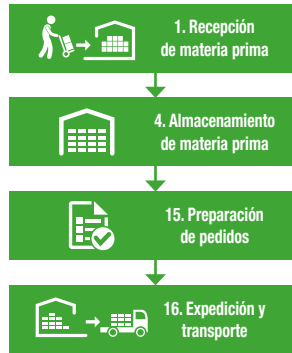 1. Recepción
de materia prima
4. Almacenamiento
de materia prima
15. Preparación
de pedidos
16. Expedición y
transporte